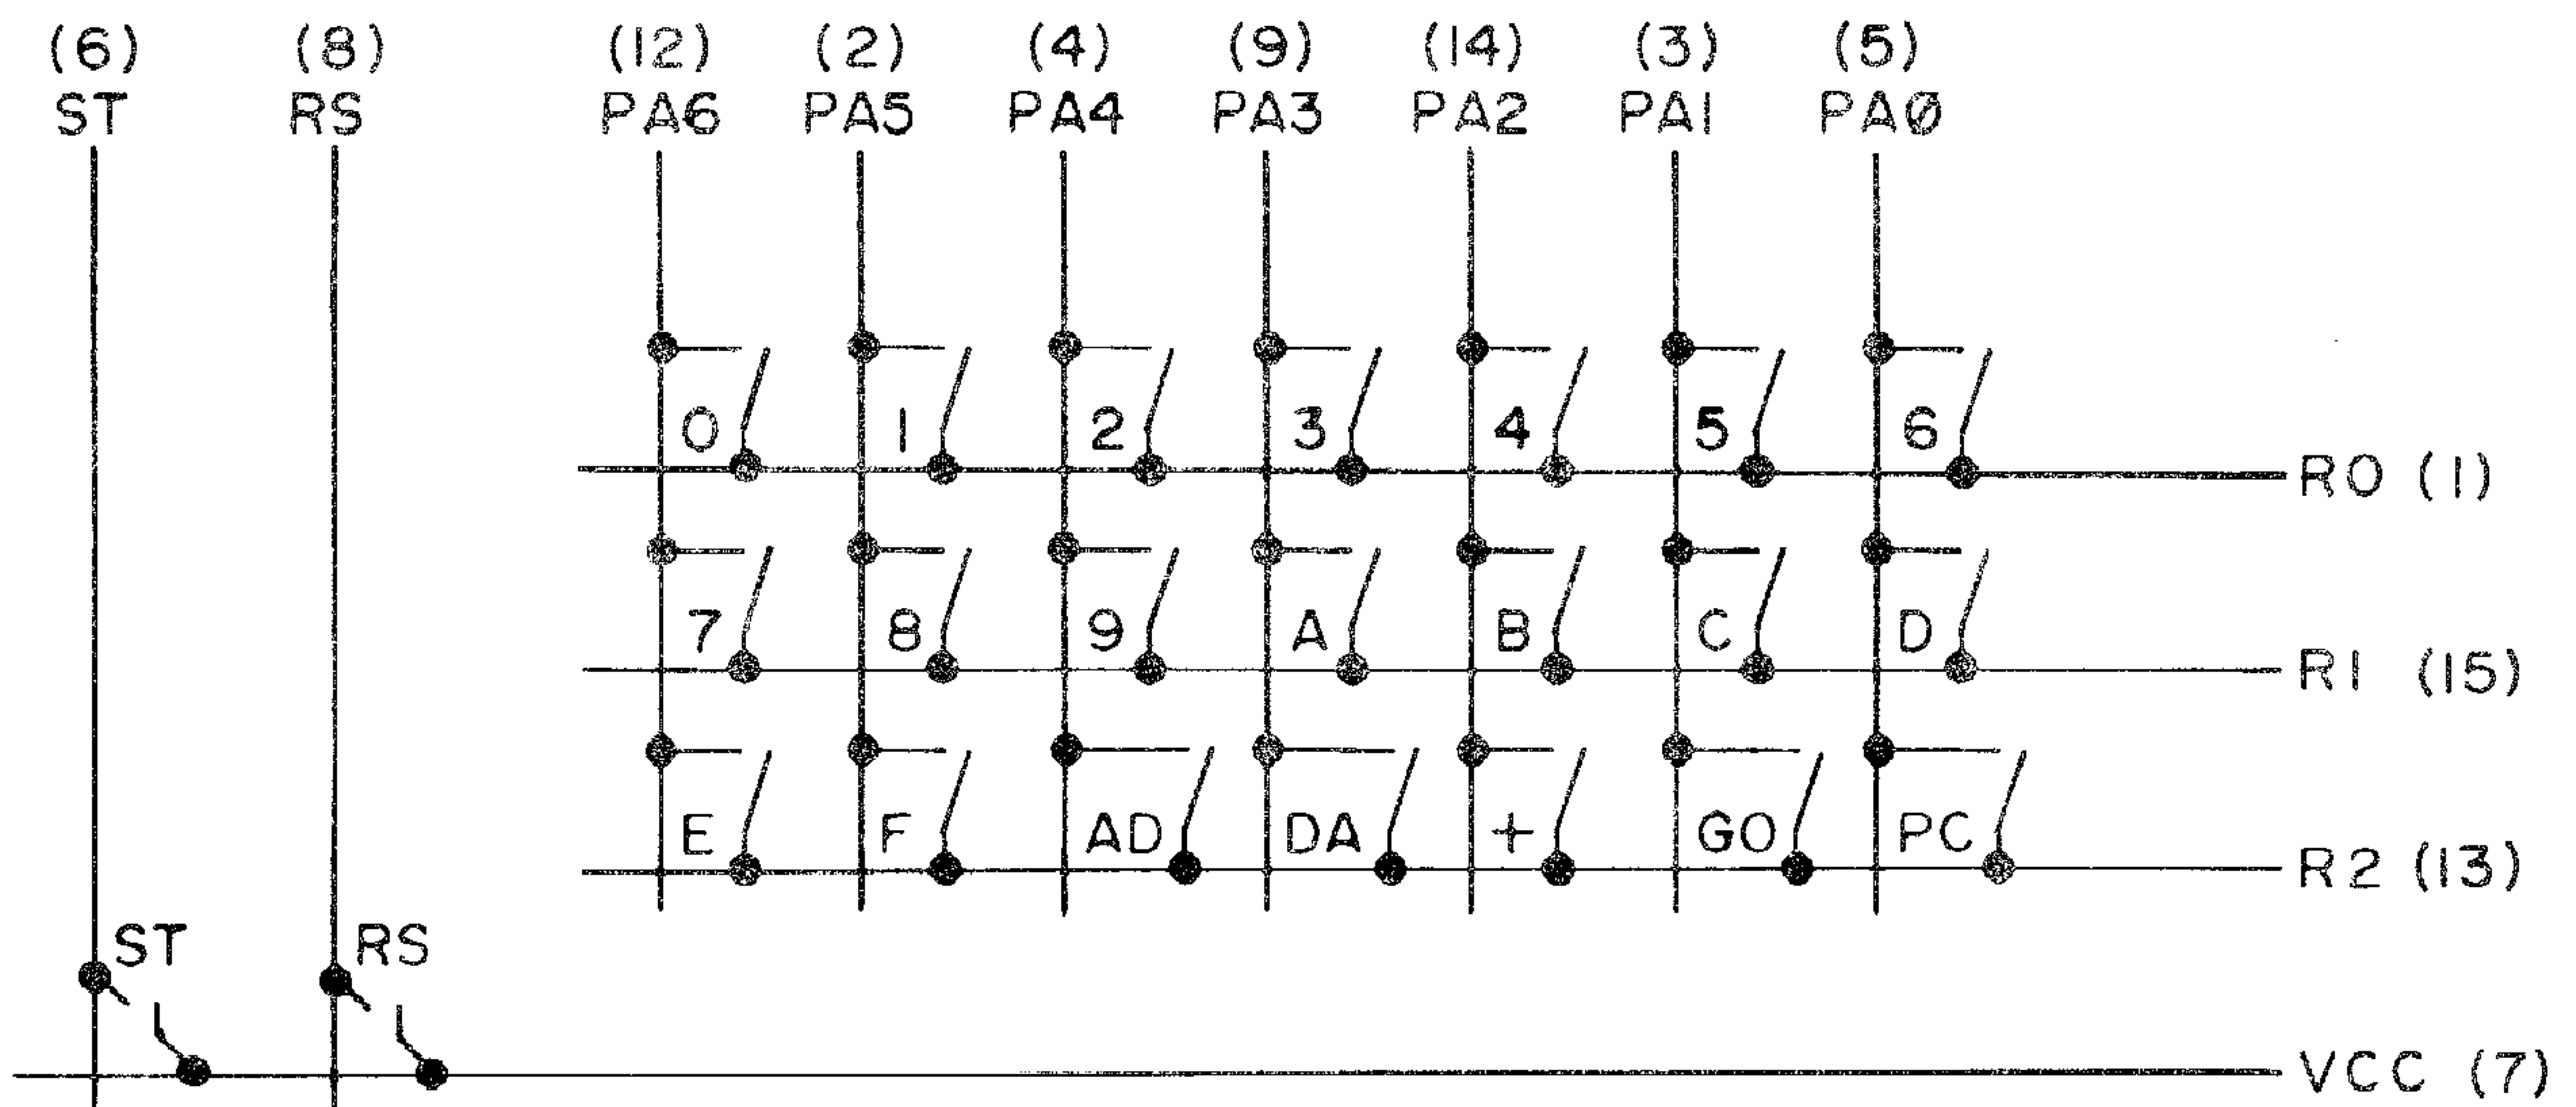 (6) (8) (12) (2) (4) (9) (14) (3) (5)
ST RS PA6 PA5 PA4 PA3 PA2 PA1 PAØ
0 1 2 3 4 5 6
R0 (1)
7 8 9 A B C D
R1 (15)
E F AD DA + GO PC
R2 (13)
ST RS
VCC (7)